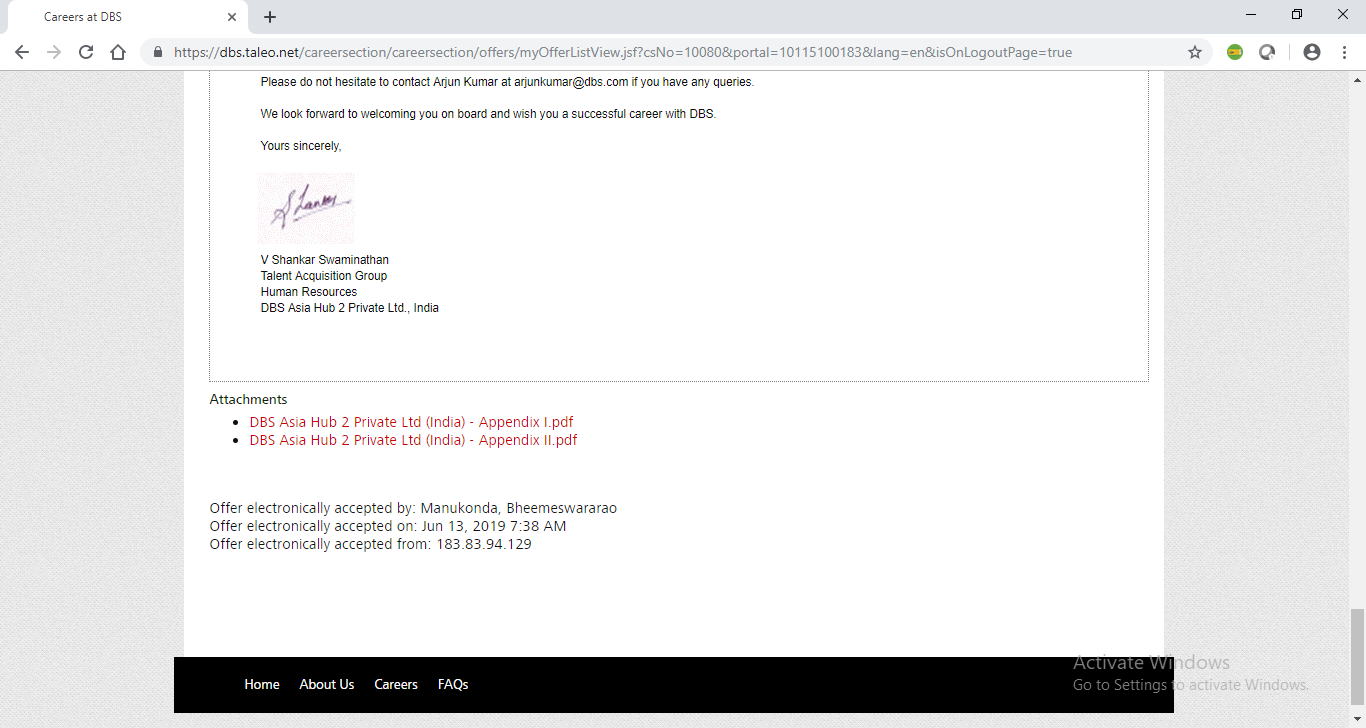 Careers at DBS
https://dbs.taleo.net/careersection/careersection/offers/myOfferListView.jsf?csNo=10080&portal=10115100183&lang=en&isOnLogoutPage=true
Please do not hesitate to contact Arjun Kumar at arjunkumar@dbs.com if you have any queries.
We look forward to welcoming you on board and wish you a successful career with DBS.
Yours sincerely,
V Shankar Swaminathan
Talent Acquisition Group
Human Resources
DBS Asia Hub 2 Private Ltd., India
Attachments
• DBS Asia Hub 2 Private Ltd (India) - Appendix I.pdf
• DBS Asia Hub 2 Private Ltd (India) - Appendix II.pdf
Offer electronically accepted by: Manukonda, Bheemeswararao
Offer electronically accepted on: Jun 13, 2019 7:38 AM
Offer electronically accepted from: 183.83.94.129
Activate Windows
Go to Settings to activate Windows.
Home About Us Careers FAQs